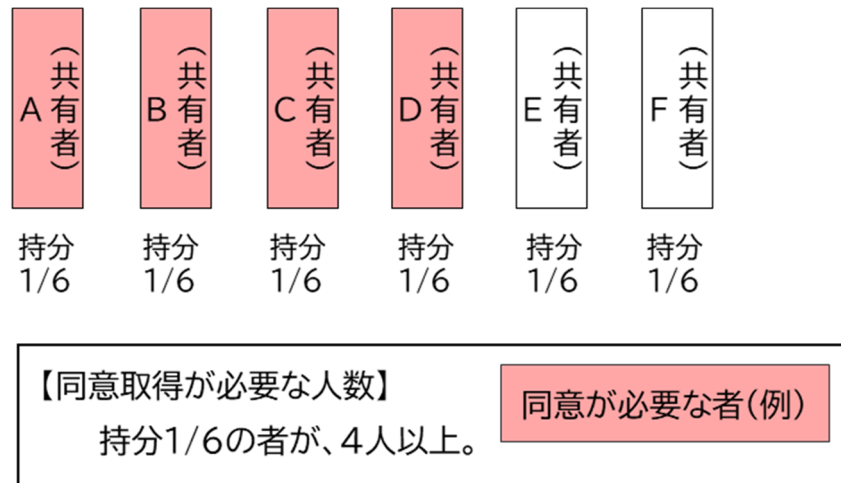 A（共有者）
B（共有者）
C（共有者）
D（共有者）
E（共有者）
F（共有者）
持分
1/6
持分
1/6
持分
1/6
持分
1/6
持分
1/6
持分
1/6
【同意取得が必要な人数】
持分1/6の者が、4人以上。
同意が必要な者（例）